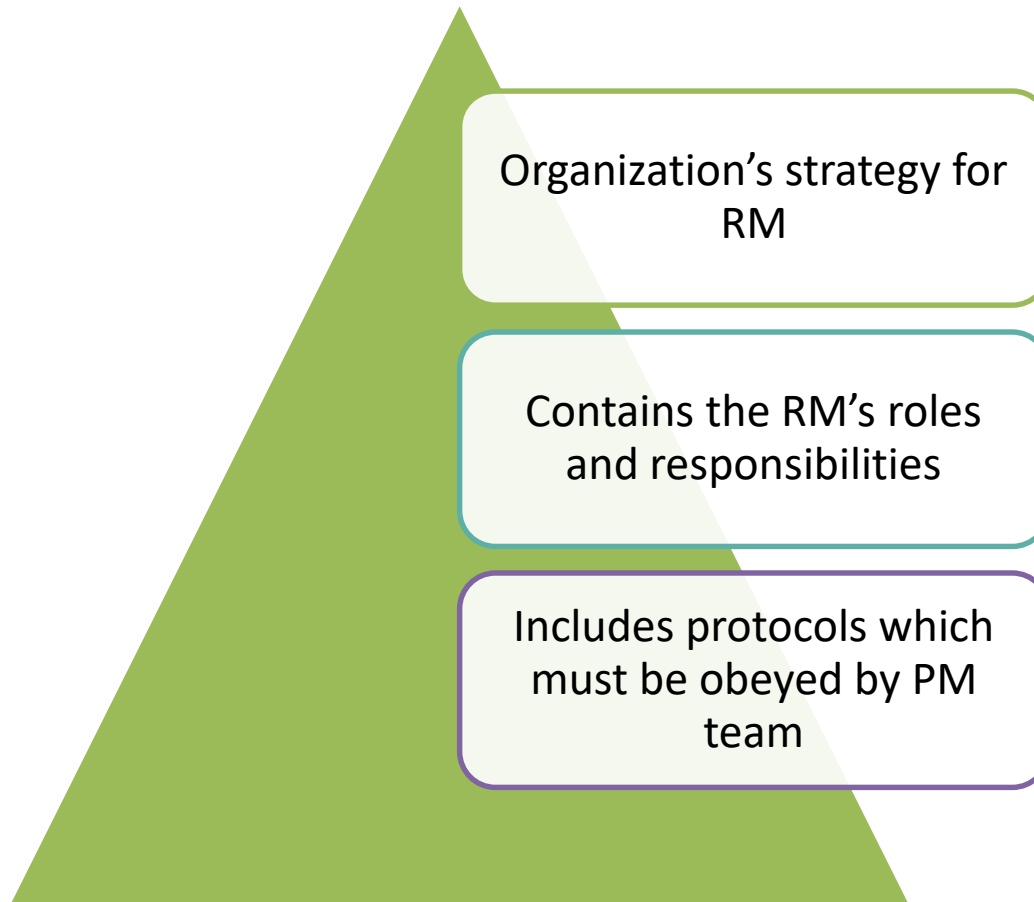 Organization’s strategy for
RM
Contains the RM’s roles
and responsibilities
Includes protocols which
must be obeyed by PM
team